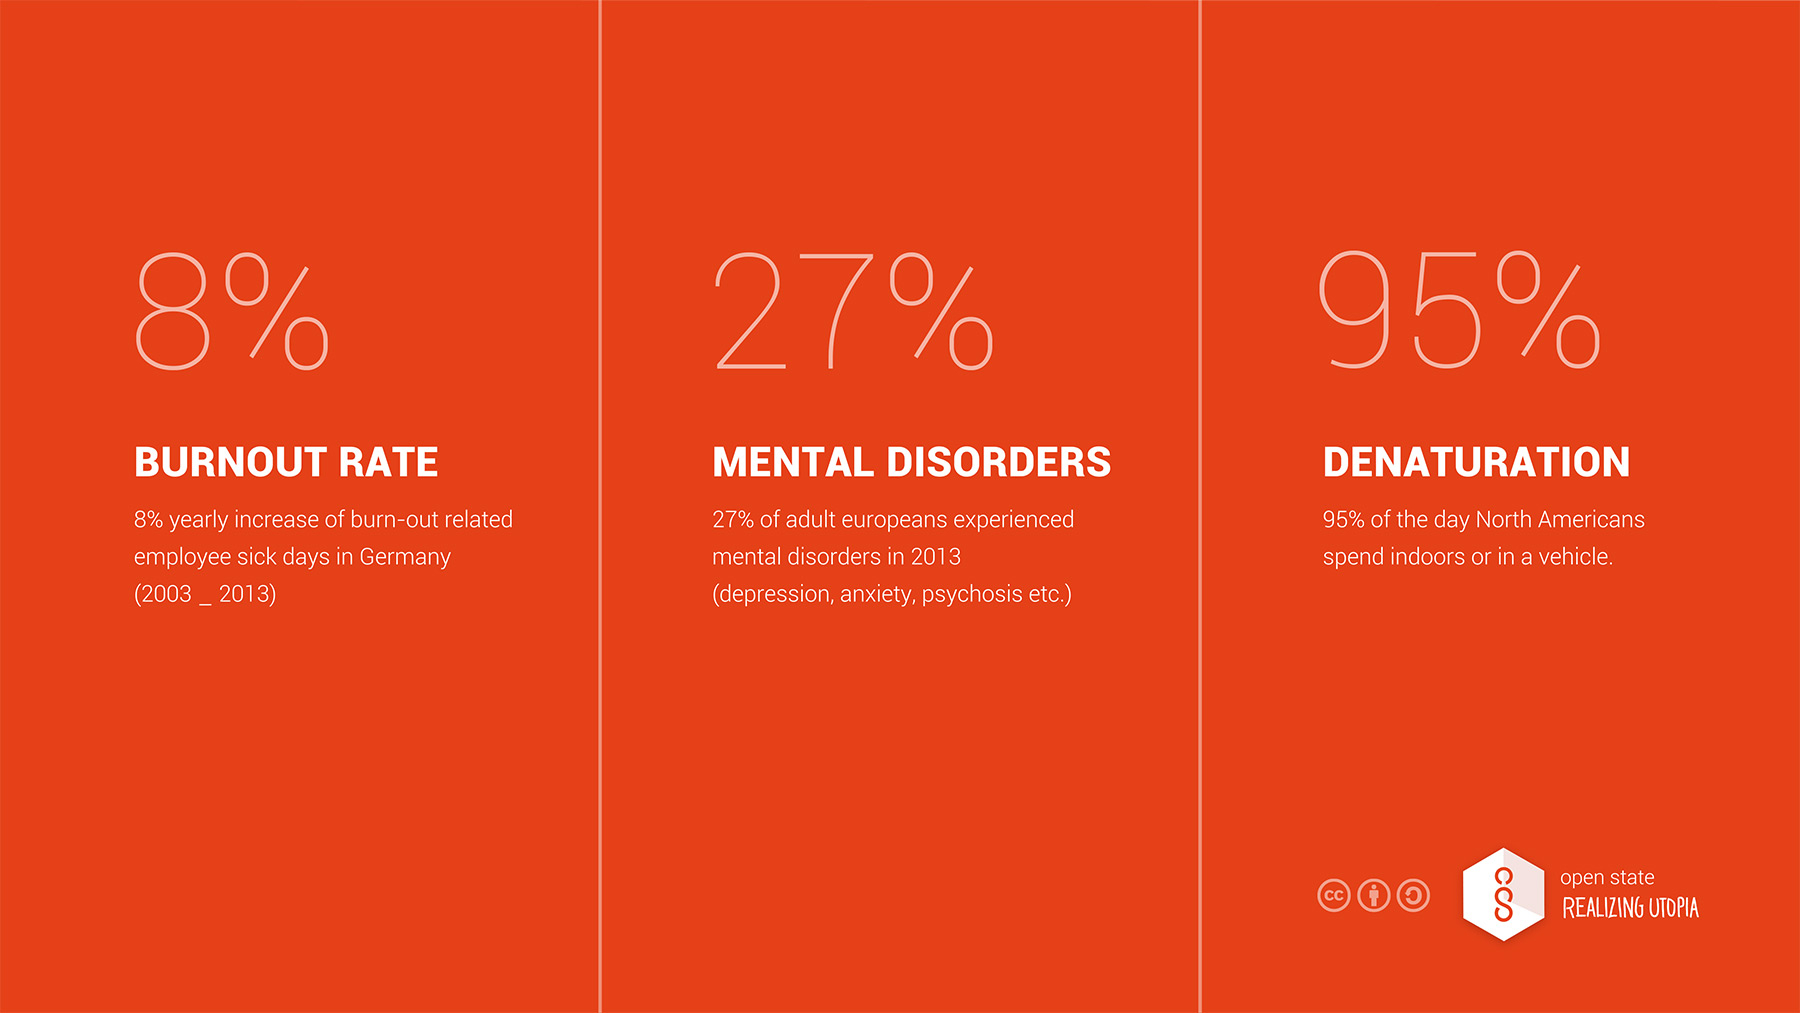 8%
BURNOUT RATE
8% yearly increase of burn-out related
employee sick days in Germany
(2003 _ 2013)
27%
MENTAL DISORDERS
27% of adult europeans experienced
mental disorders in 2013
(depression, anxiety, psychosis etc.)
95%
DENATURATION
95% of the day North Americans
spend indoors or in a vehicle.
cc
open state
REALIZING UTOPIA